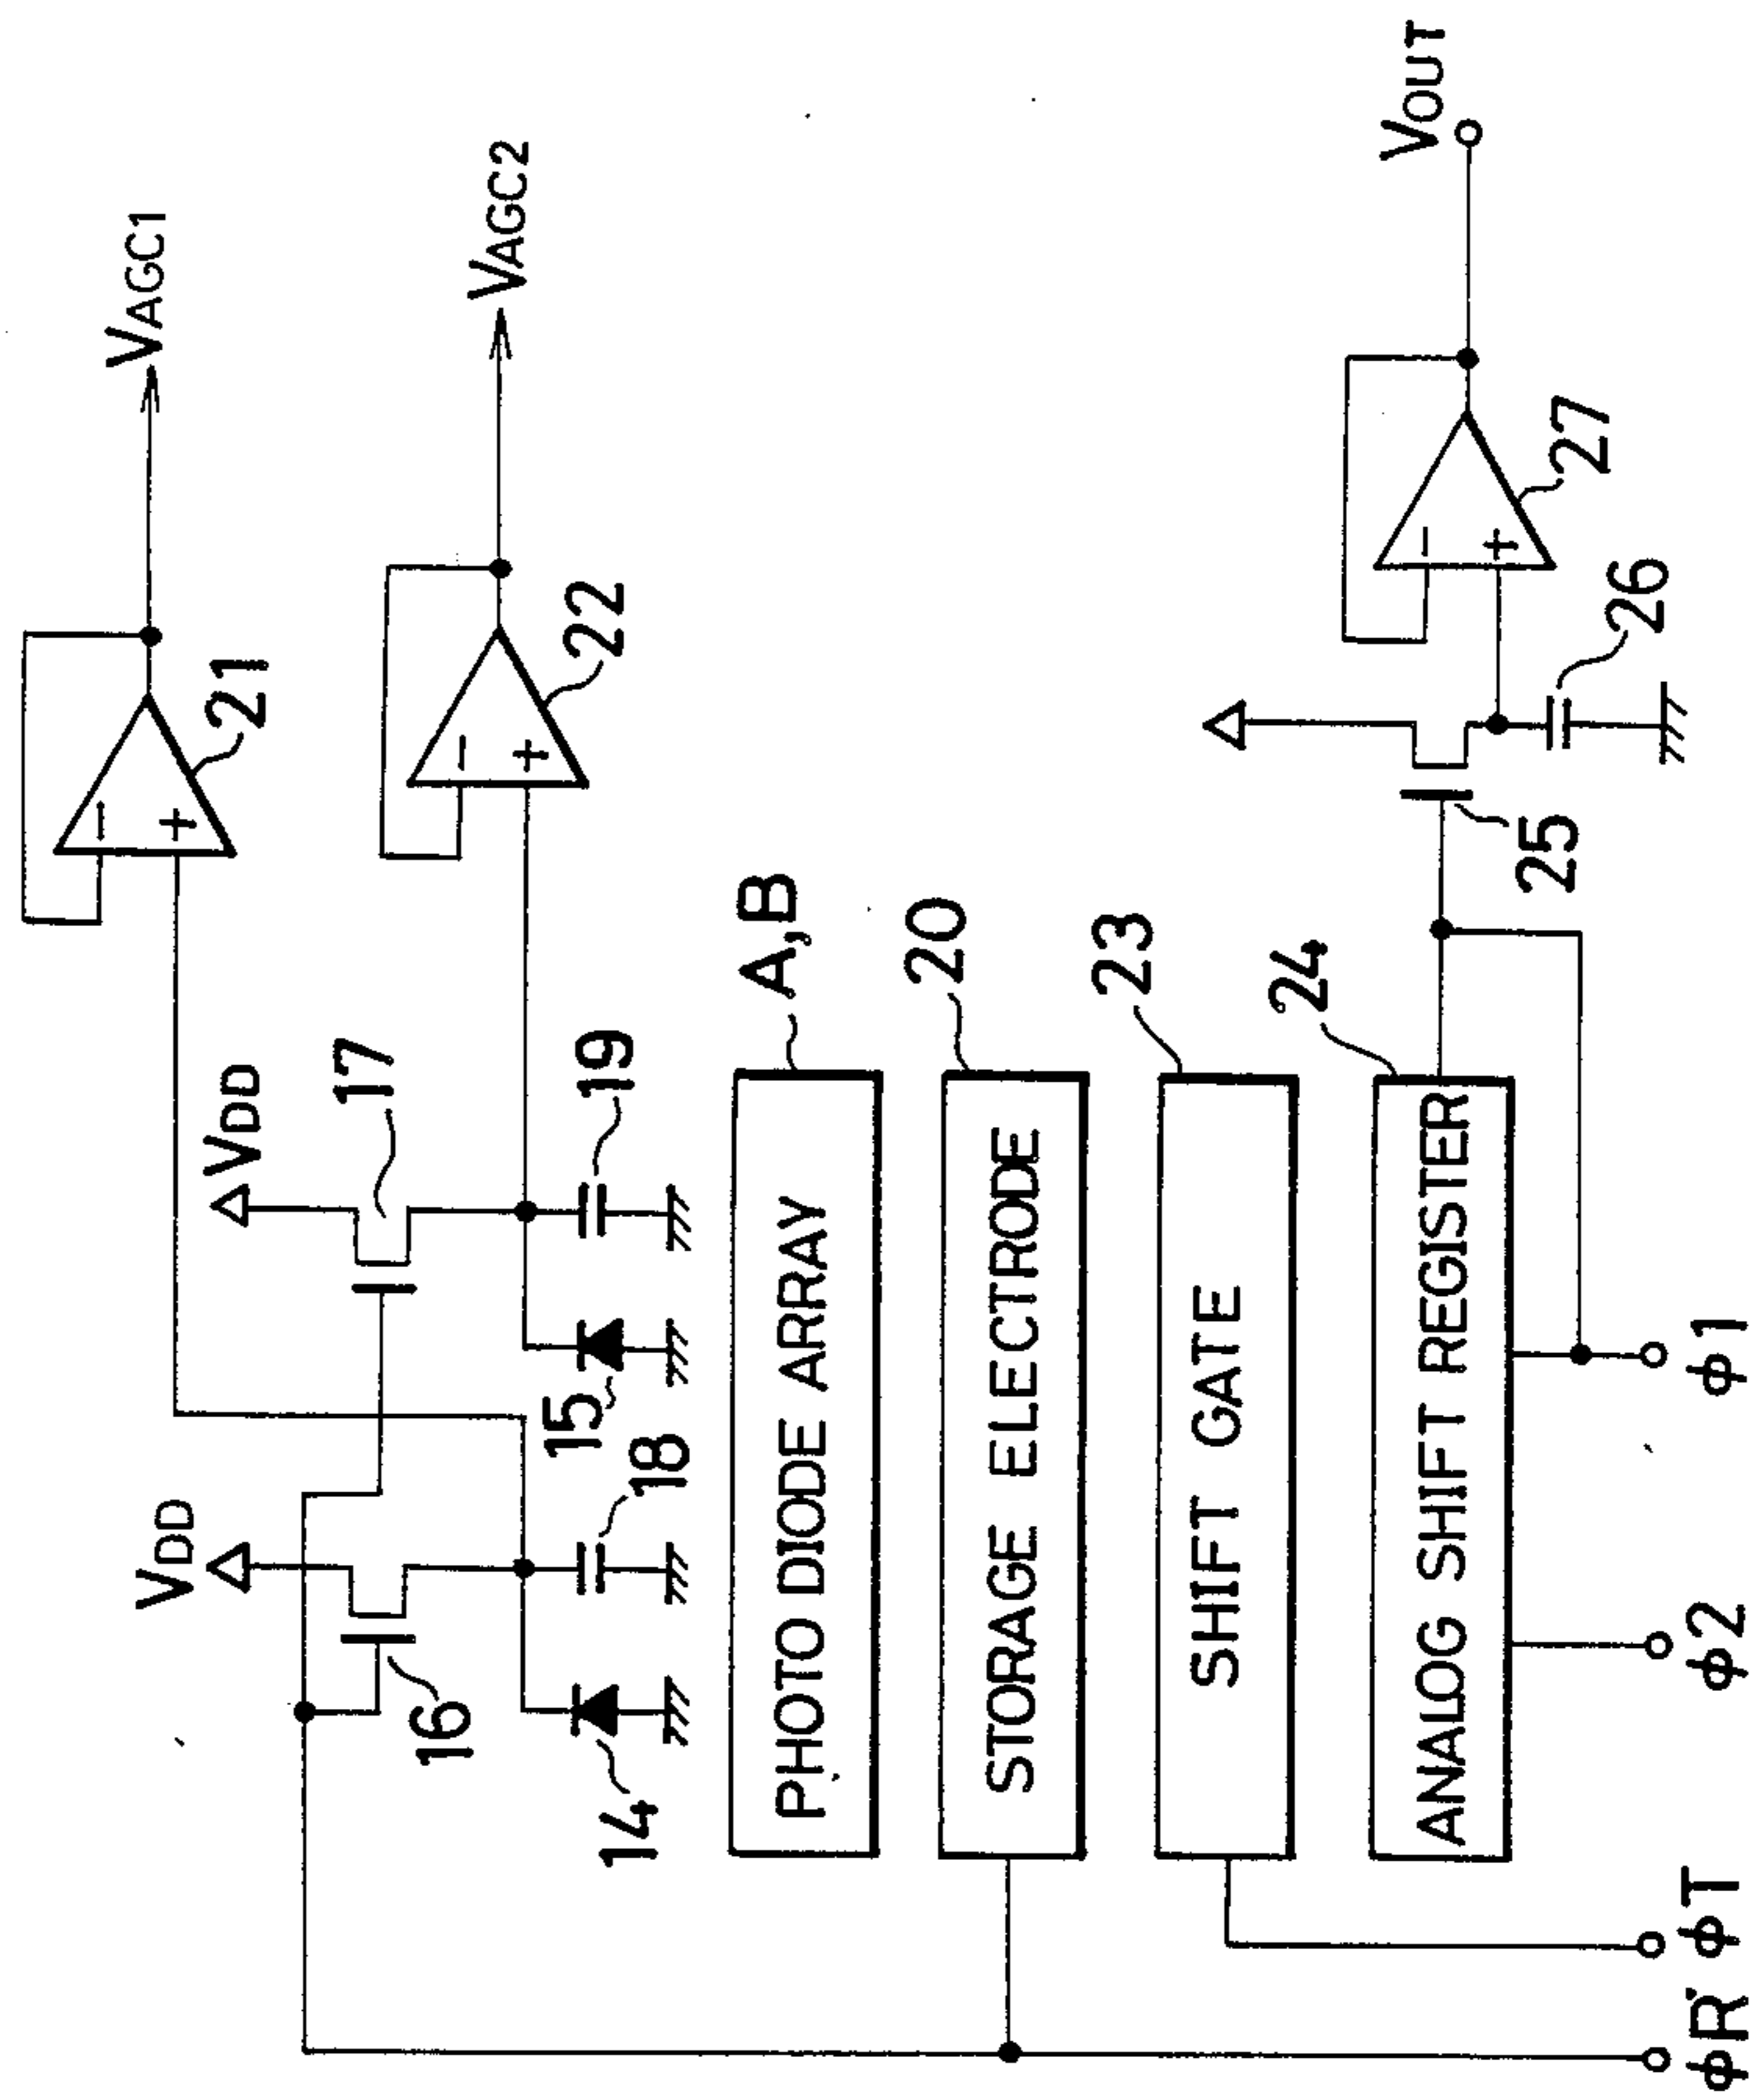 VAGC1
21
VAGC2
22
VDD
VDD
17
16
15
19
18
14
PHOTO DIODE ARRAY
A,B
STORAGE ELECTRODE
20
SHIFT GATE
23
ANALOG SHIFT REGISTER
24
25
26
27
VOUT
φR
φT
φ2
φ1
-
+
-
+
-
+